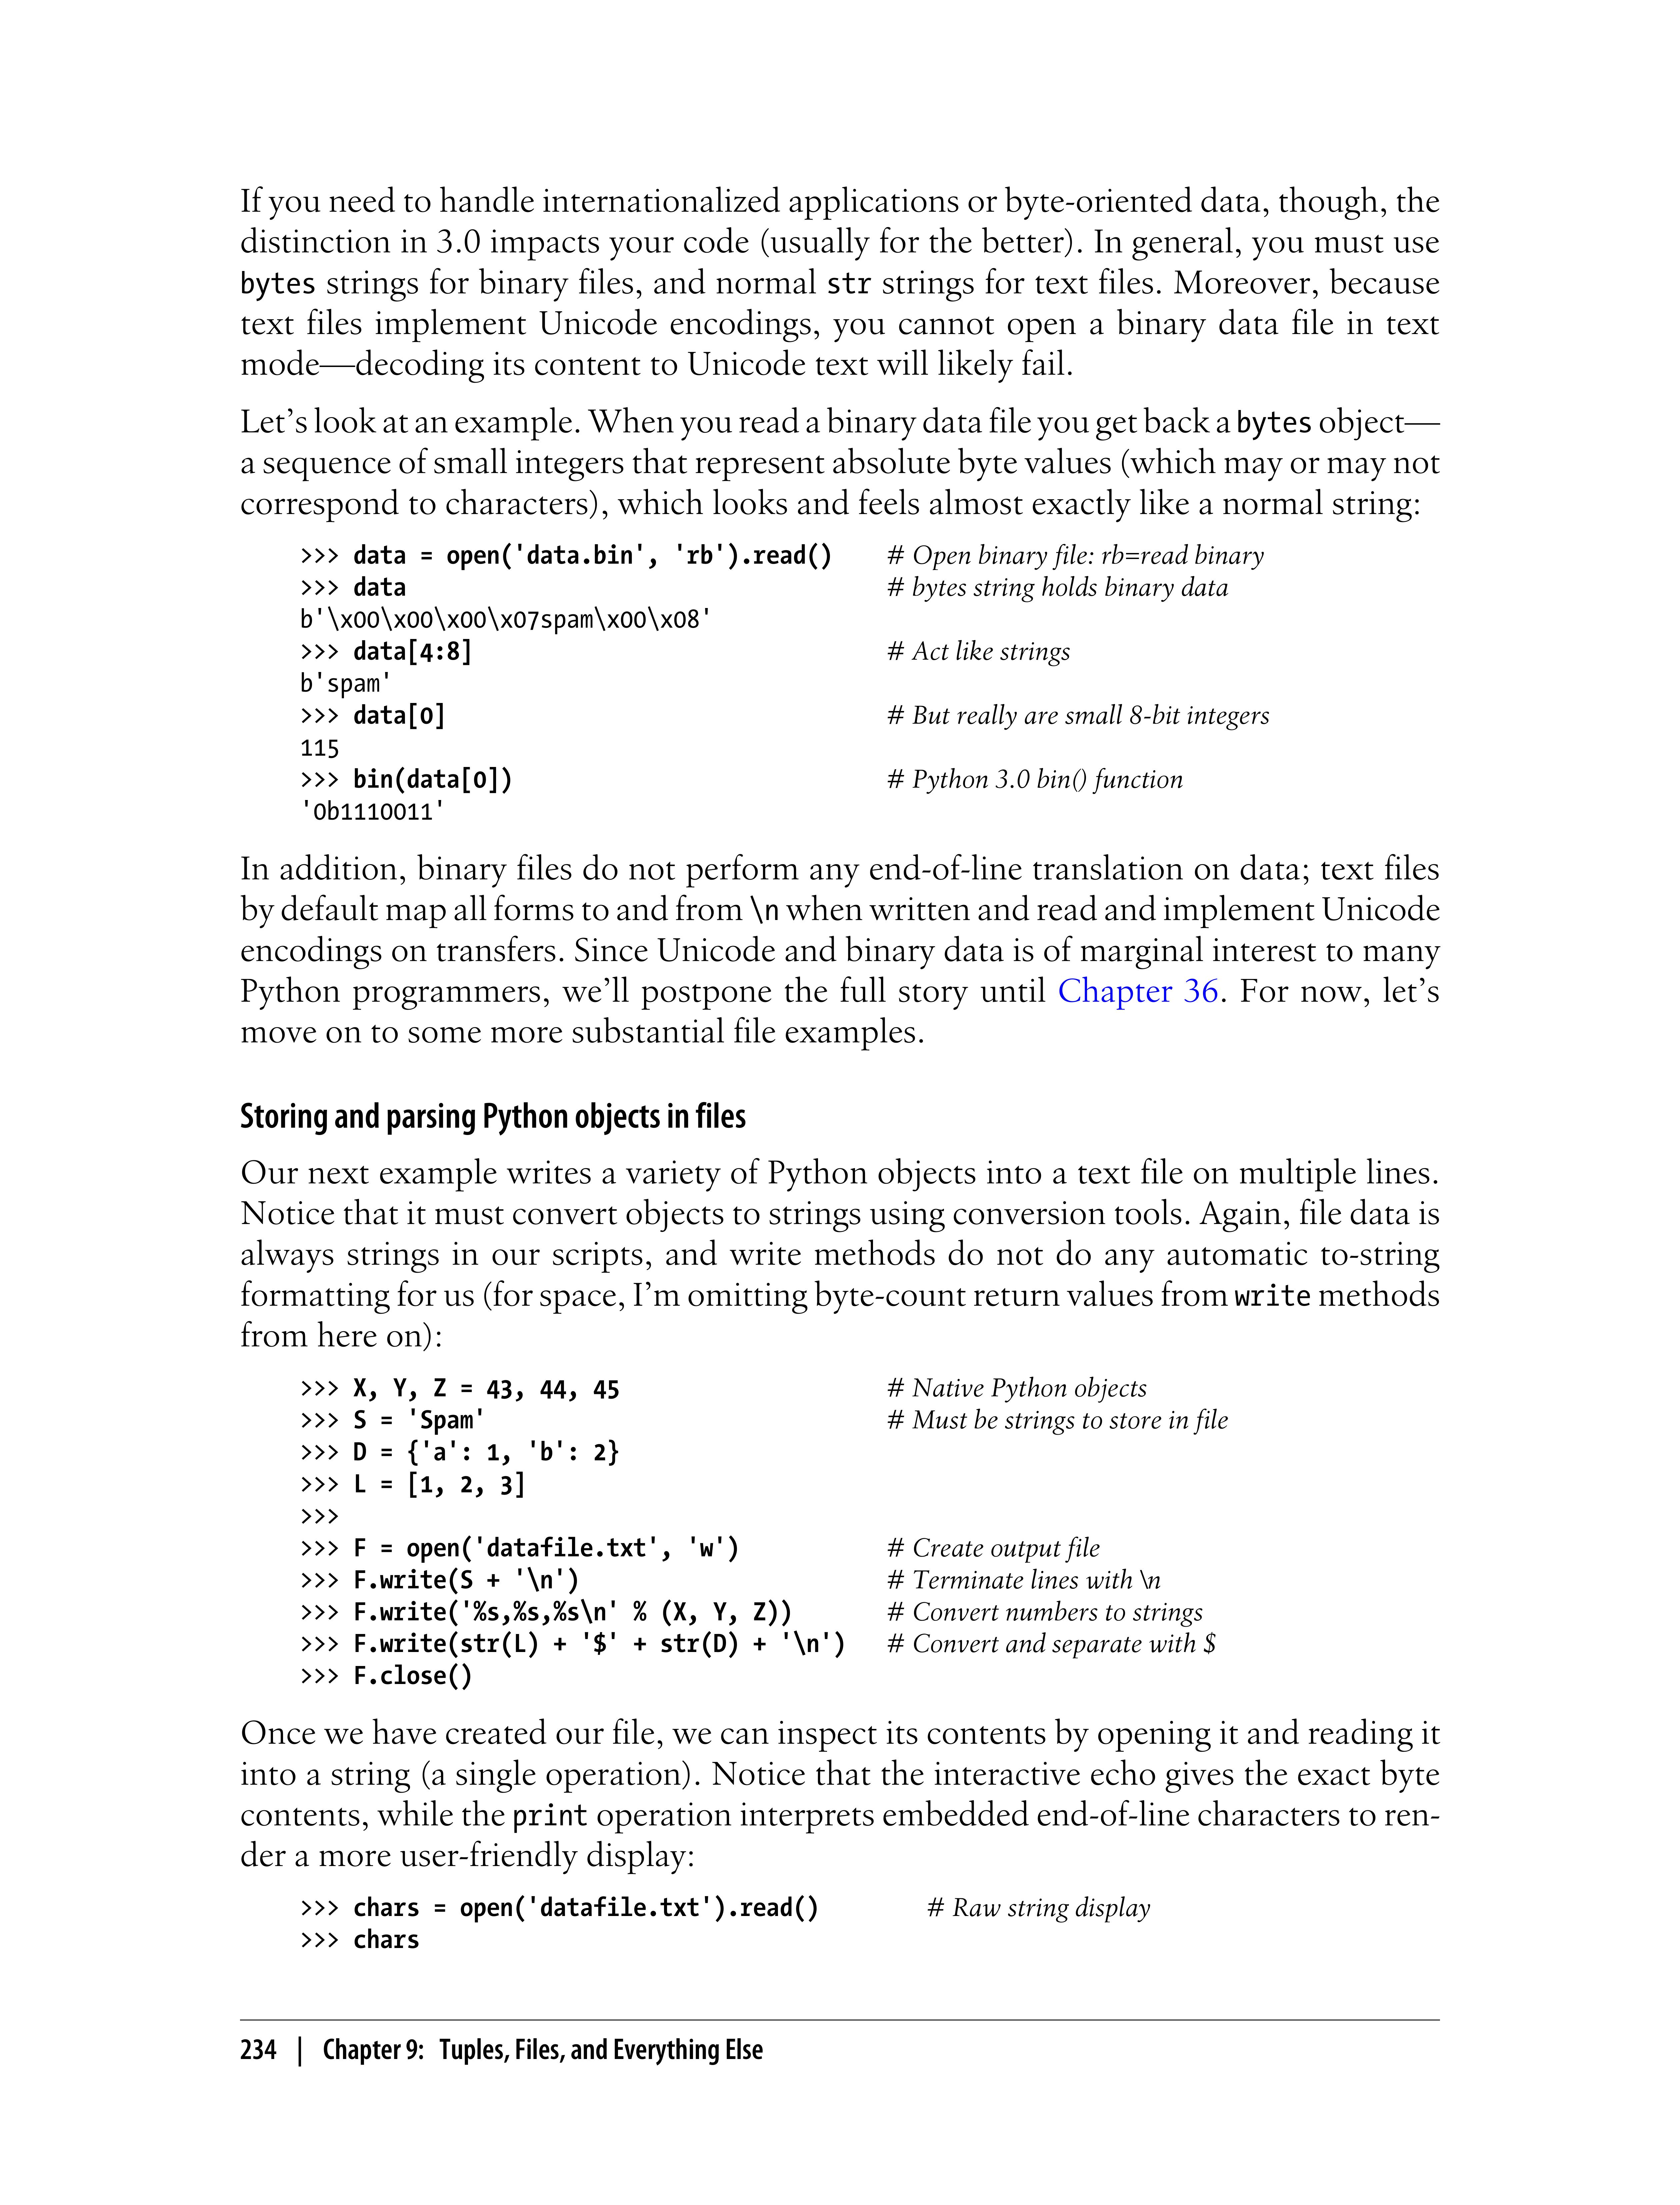 If you need to handle internationalized applications or byte-oriented data, though, the
distinction in 3.0 impacts your code (usually for the better). In general, you must use
bytes strings for binary files, and normal str strings for text files. Moreover, because
text files implement Unicode encodings, you cannot open a binary data file in text
mode—decoding its content to Unicode text will likely fail.
Let’s look at an example. When you read a binary data file you get back a bytes object—
a sequence of small integers that represent absolute byte values (which may or may not
correspond to characters), which looks and feels almost exactly like a normal string:
>>> data = open('data.bin', 'rb').read() # Open binary file: rb=read binary
>>> data # bytes string holds binary data
b'\x00\x00\x00\x07spam\x00\x08'
>>> data[4:8] # Act like strings
b'spam'
>>> data[0] # But really are small 8-bit integers
115
>>> bin(data[0]) # Python 3.0 bin() function
'0b1110011'
In addition, binary files do not perform any end-of-line translation on data; text files
by default map all forms to and from \n when written and read and implement Unicode
encodings on transfers. Since Unicode and binary data is of marginal interest to many
Python programmers, we’ll postpone the full story until Chapter 36. For now, let’s
move on to some more substantial file examples.
Storing and parsing Python objects in files
Our next example writes a variety of Python objects into a text file on multiple lines.
Notice that it must convert objects to strings using conversion tools. Again, file data is
always strings in our scripts, and write methods do not do any automatic to-string
formatting for us (for space, I’m omitting byte-count return values from write methods
from here on):
>>> X, Y, Z = 43, 44, 45 # Native Python objects
>>> S = 'Spam' # Must be strings to store in file
>>> D = {'a': 1, 'b': 2}
>>> L = [1, 2, 3]
>>>
>>> F = open('datafile.txt', 'w') # Create output file
>>> F.write(S + '\n') # Terminate lines with \n
>>> F.write('%s,%s,%s\n' % (X, Y, Z)) # Convert numbers to strings
>>> F.write(str(L) + '$' + str(D) + '\n') # Convert and separate with $
>>> F.close()
Once we have created our file, we can inspect its contents by opening it and reading it
into a string (a single operation). Notice that the interactive echo gives the exact byte
contents, while the print operation interprets embedded end-of-line characters to ren-
der a more user-friendly display:
>>> chars = open('datafile.txt').read() # Raw string display
>>> chars
234 | Chapter 9: Tuples, Files, and Everything Else